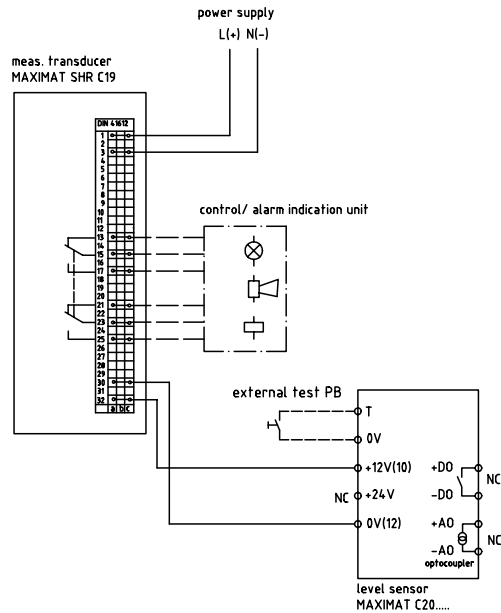 power supply
L(+) N(-)
meas. transducer
MAXIMAT SHR C19
DIN 41612
1
2
3
4
5
6
7
8
9
10
11
12
13
14
15
16
17
18
19
20
21
22
23
24
25
26
27
28
29
30
31
32
a b c
control/ alarm indication unit
external test PB
T
0V
+12V(10) +DO
NC
NC +24V -DO
0V(12) +AO
NC
-AO
optocoupler
level sensor
MAXIMAT C20.....